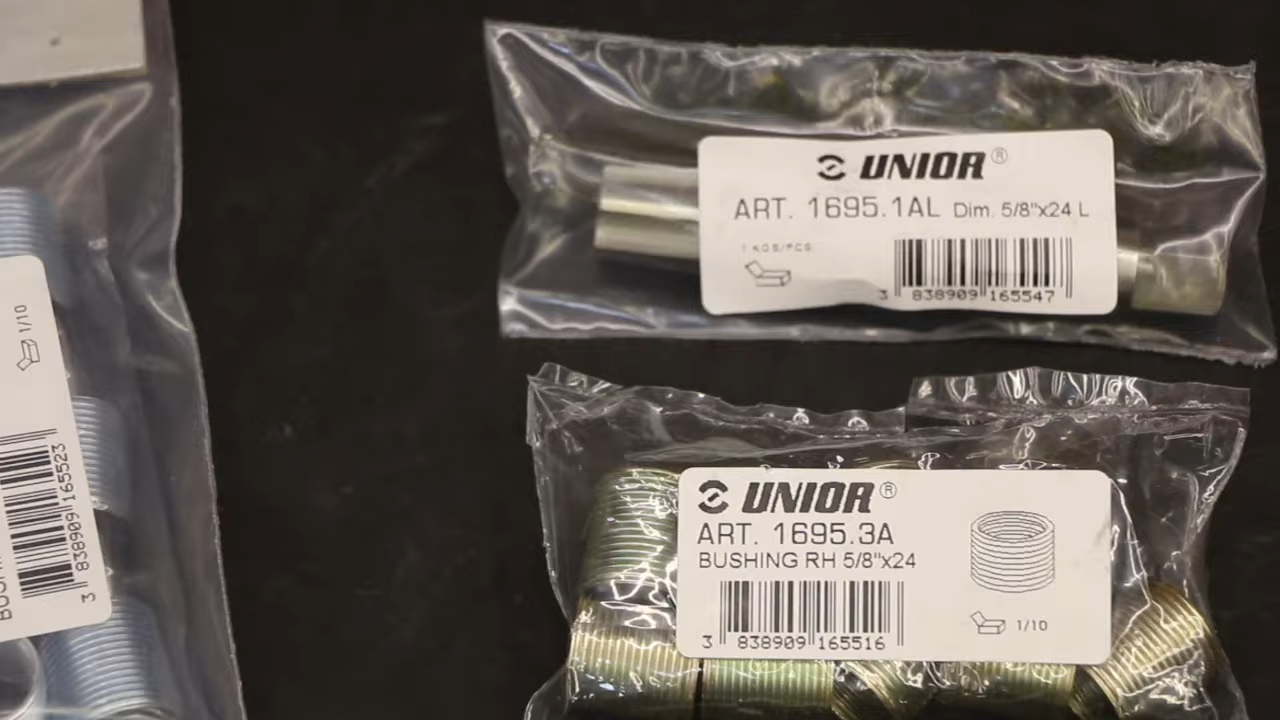 UNIOR®
ART. 1695.1AL Dim. 5/8"x24 L
3 838909 165547
UNIOR®
ART. 1695.3A
BUSHING RH 5/8"x24
3 838909 165516
1/10
1/10
3 838909 165523